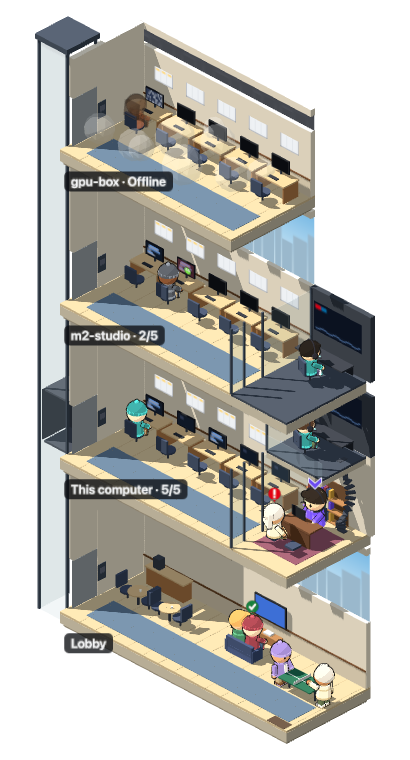 gpu-box · Offline
m2-studio · 2/5
This computer · 5/5
Lobby